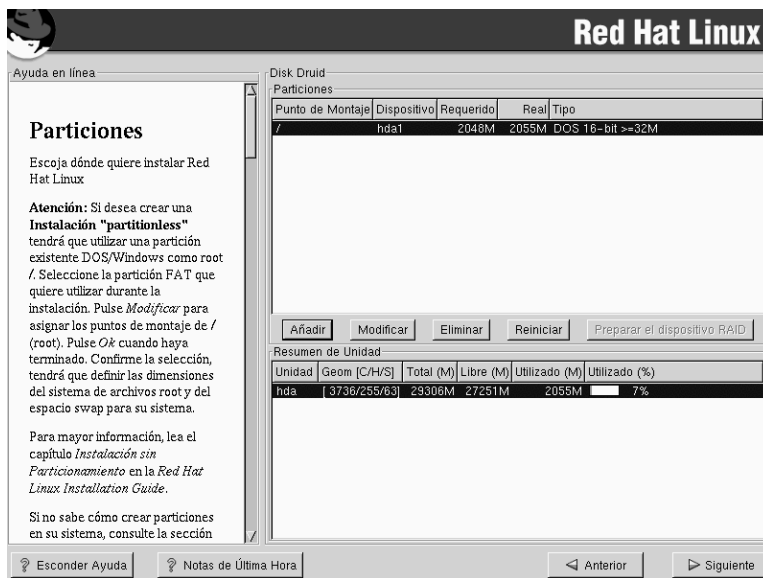 Red Hat Linux
Ayuda en línea
Particiones
Escoja dónde quiere instalar Red
Hat Linux
Atención: Si desea crear una
Instalación "partitionless"
tendrá que utilizar una partición
existente DOS/Windows como root
/. Seleccione la partición FAT que
quiere utilizar durante la
instalación. Pulse Modificar para
asignar los puntos de montaje de /
(root). Pulse Ok cuando haya
terminado. Confirme la selección,
tendrá que definir las dimensiones
del sistema de archivos root y del
espacio swap para su sistema.
Para mayor información, lea el
capítulo Instalación sin
Particionamiento en la Red Hat
Linux Installation Guide.
Si no sabe cómo crear particiones
en su sistema, consulte la sección
Disk Druid
Particiones
Punto de Montaje Dispositivo Requerido Real Tipo
/ hda1 2048M 2055M DOS 16-bit >=32M
Añadir Modificar Eliminar Reiniciar Preparar el dispositivo RAID
Resumen de Unidad
Unidad Geom [C/H/S] Total (M) Libre (M) Utilizado (M) Utilizado (%)
hda [ 3736/255/63] 29306M 27251M 2055M 7%
Esconder Ayuda Notas de Última Hora Anterior Siguiente